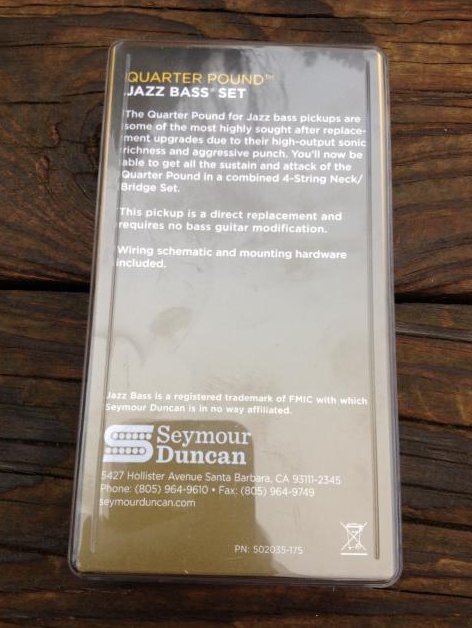 QUARTER POUND™
JAZZ BASS® SET
The Quarter Pound for Jazz bass pickups are
some of the most highly sought after replace-
ment upgrades due to their high-output sonic
richness and aggressive punch. You'll now be
able to get all the sustain and attack of the
Quarter Pound in a combined 4-String Neck/
Bridge Set.
This pickup is a direct replacement and
requires no bass guitar modification.
Wiring schematic and mounting hardware
included.
Jazz Bass is a registered trademark of FMIC with which
Seymour Duncan is in no way affiliated.
Seymour
Duncan
5427 Hollister Avenue Santa Barbara, CA 93111-2345
Phone: (805) 964-9610 • Fax: (805) 964-9749
seymourduncan.com
PN: 502035-175